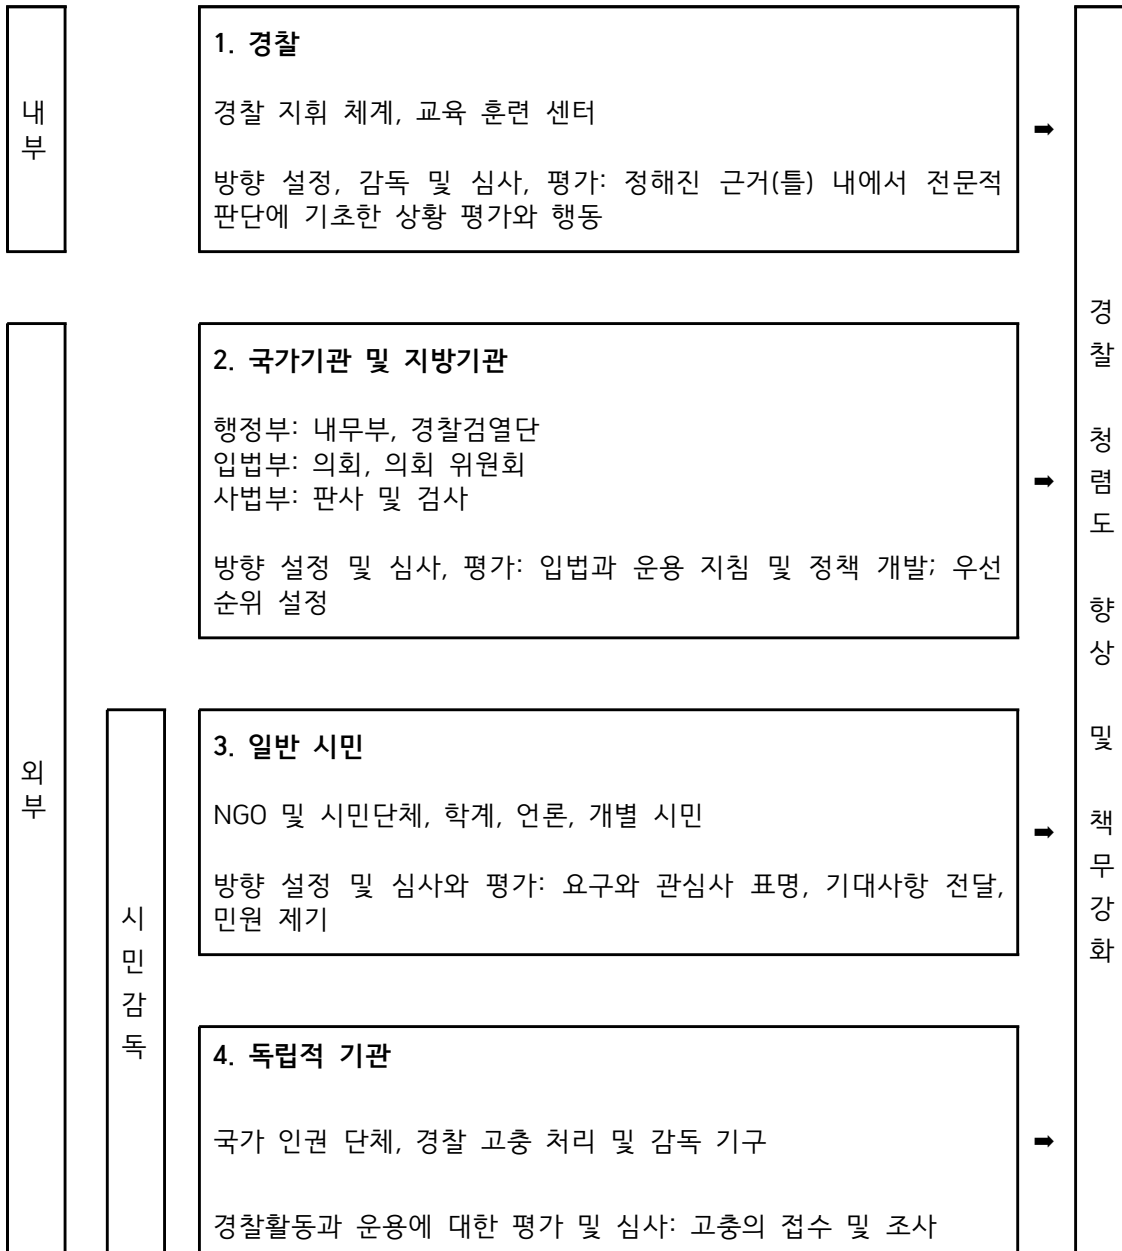 내
부
1. 경찰
경찰 지휘 체계, 교육 훈련 센터
방향 설정, 감독 및 심사, 평가: 정해진 근거(틀) 내에서 전문적
판단에 기초한 상황 평가와 행동
➡
외
부
2. 국가기관 및 지방기관
행정부: 내무부, 경찰검열단
입법부: 의회, 의회 위원회
사법부: 판사 및 검사
방향 설정 및 심사, 평가: 입법과 운용 지침 및 정책 개발; 우선
순위 설정
➡
시
민
감
독
3. 일반 시민
NGO 및 시민단체, 학계, 언론, 개별 시민
방향 설정 및 심사와 평가: 요구와 관심사 표명, 기대사항 전달,
민원 제기
➡
4. 독립적 기관
국가 인권 단체, 경찰 고충 처리 및 감독 기구
경찰활동과 운용에 대한 평가 및 심사: 고충의 접수 및 조사
➡
경
찰
청
렴
도
향
상
및
책
무
강
화